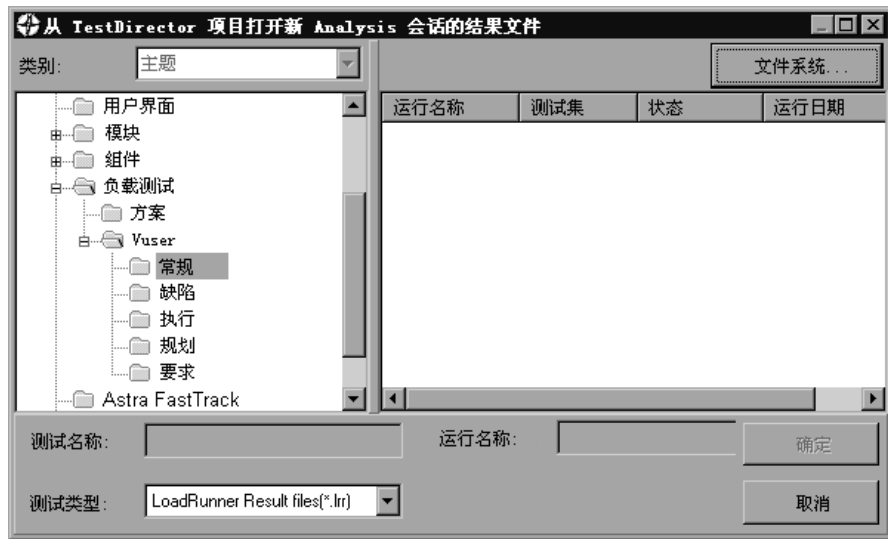 从 TestDirector 项目打开新 Analysis 会话的结果文件
类别:
主题
文件系统...
用户界面
模块
组件
负载测试
方案
Vuser
常规
缺陷
执行
规划
要求
Astra FastTrack
运行名称 测试集 状态 运行日期
测试名称:
运行名称:
确定
测试类型:
LoadRunner Result files(*.lrr)
取消